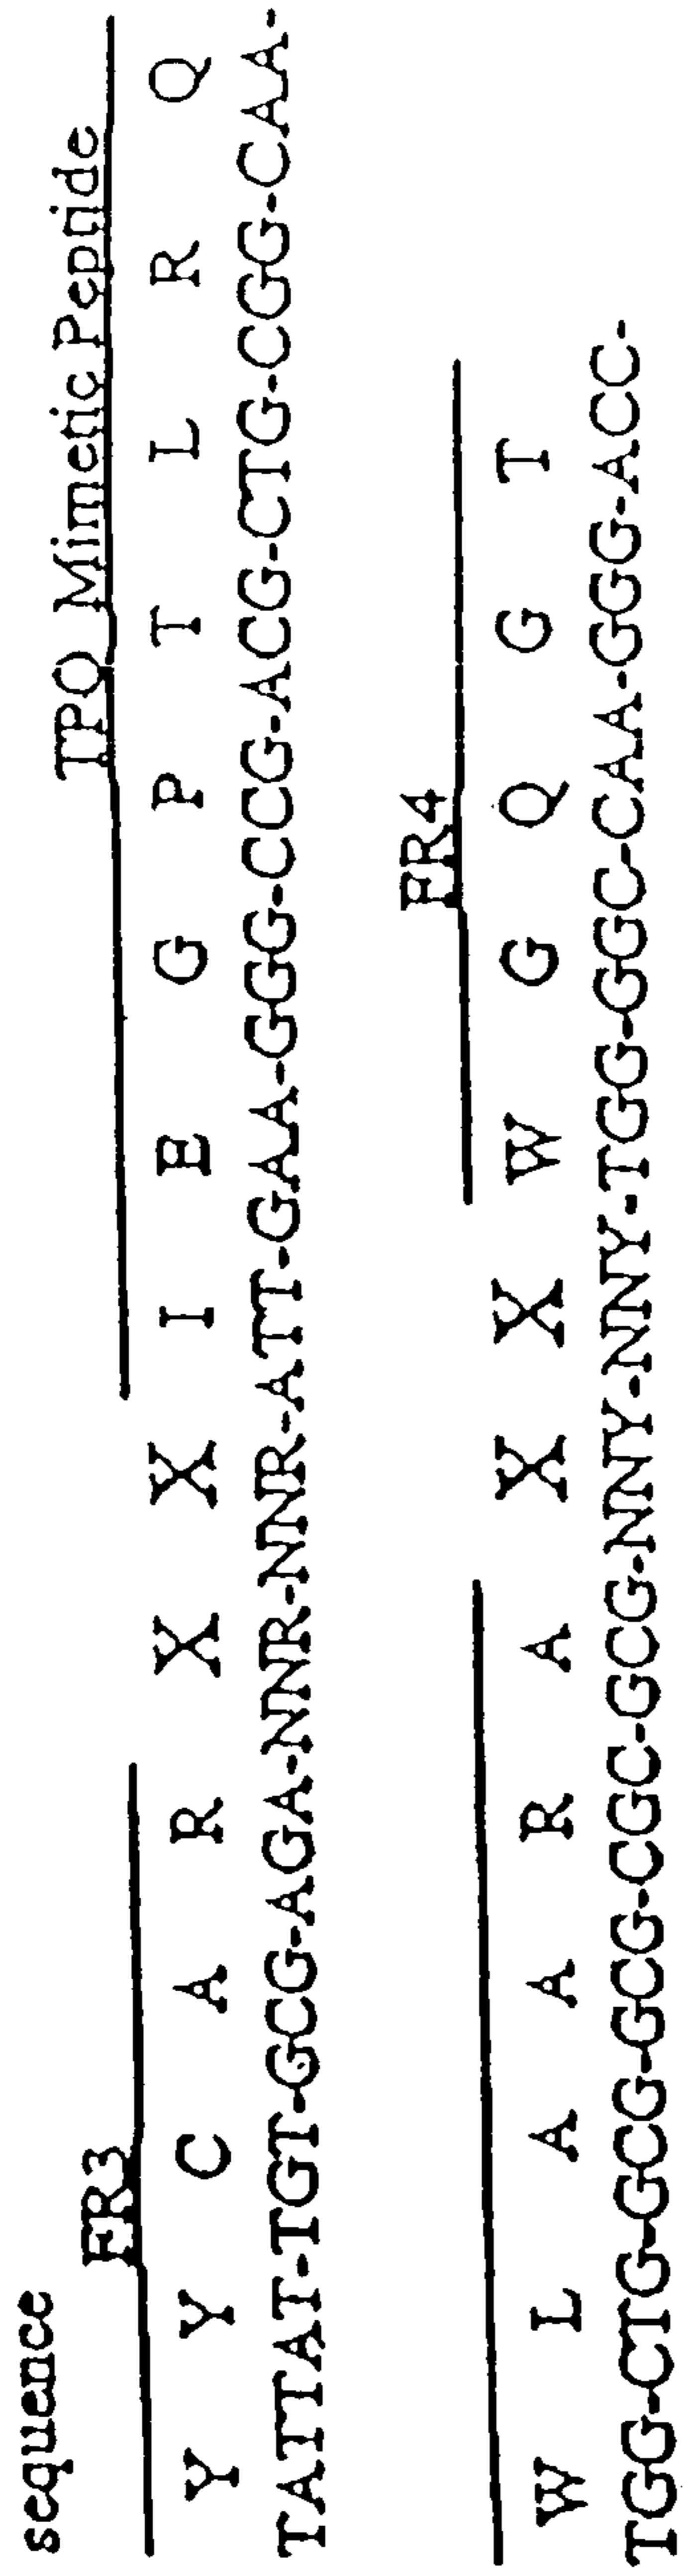 sequence
FR3 TPO Mimetic Peptide
Y Y C A R X X I E G P T L R Q
TATTAT-TGT-GCG-AGA-NNR-NNR-ATT-GAA-GGG-CCG-ACG-CTG-CGG-CAA-
FR4
W L A A R A X X W G Q G T
TGG-CTG-GCG-GCG-CGC-GCG-NNY-NNY-TGG-GGC-CAA-GGG-ACC-